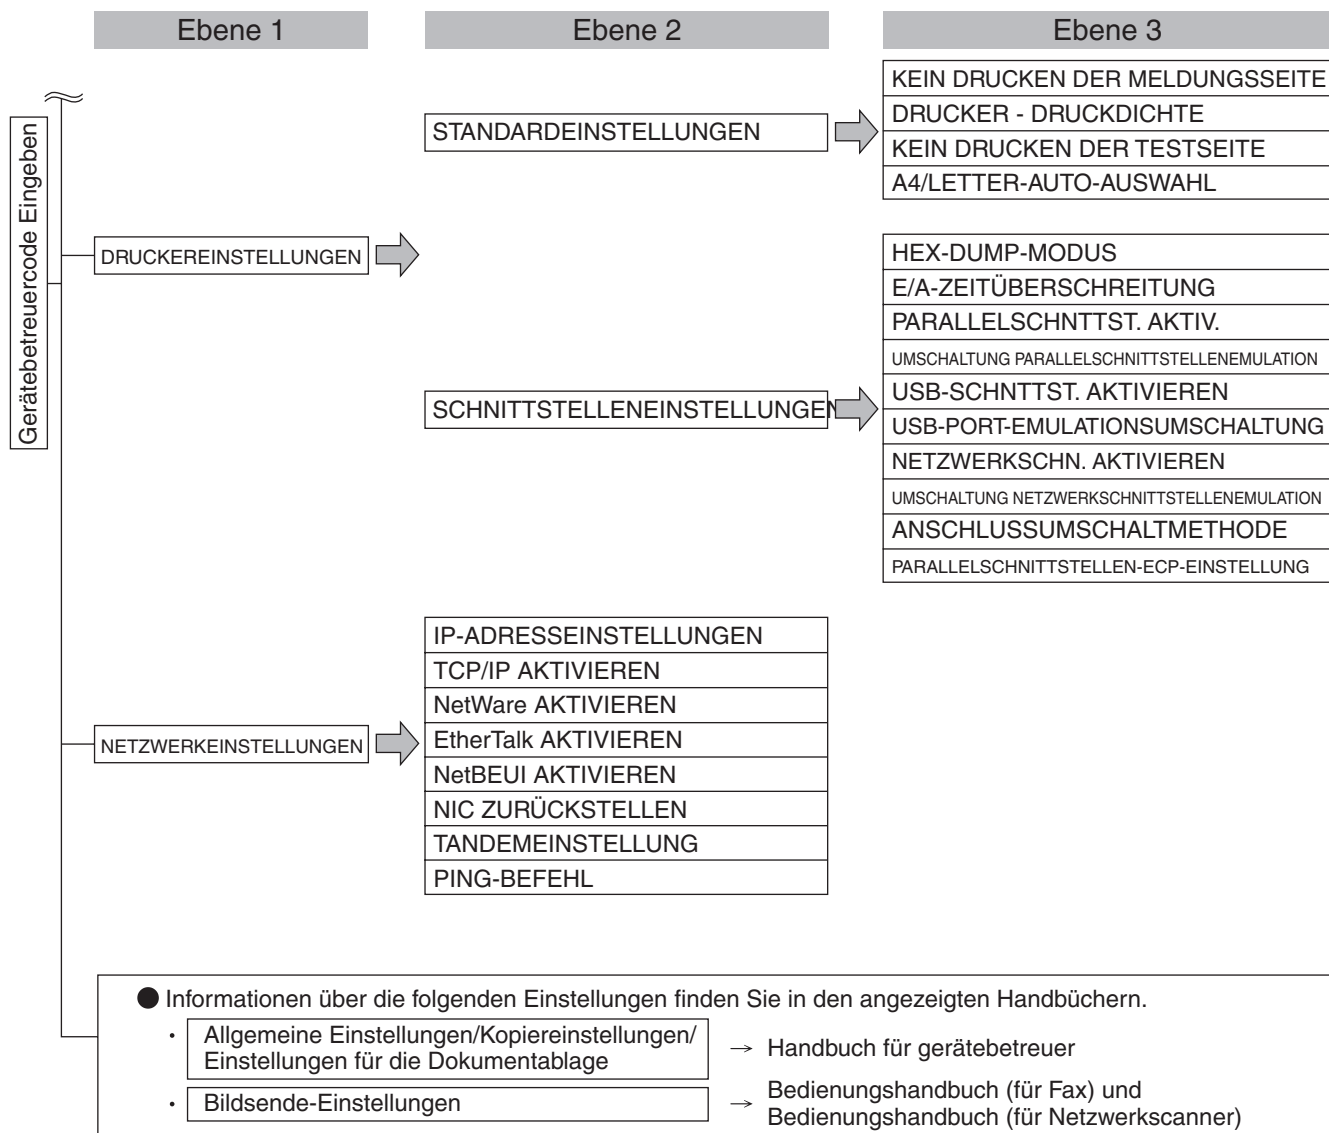 Ebene 1
Ebene 2
Ebene 3
Gerätebetreuercode Eingeben
DRUCKEREINSTELLUNGEN
STANDARDEINSTELLUNGEN
KEIN DRUCKEN DER MELDUNGSSEITE
DRUCKER - DRUCKDICHTE
KEIN DRUCKEN DER TESTSEITE
A4/LETTER-AUTO-AUSWAHL
SCHNITTSTELLENEINSTELLUNGEN
HEX-DUMP-MODUS
E/A-ZEITÜBERSCHREITUNG
PARALLELSCHNTTST. AKTIV.
UMSCHALTUNG PARALLELSCHNITTSTELLENEMULATION
USB-SCHNTTST. AKTIVIEREN
USB-PORT-EMULATIONSUMSCHALTUNG
NETZWERKSCHN. AKTIVIEREN
UMSCHALTUNG NETZWERKSCHNITTSTELLENEMULATION
ANSCHLUSSUMSCHALTMETHODE
PARALLELSCHNITTSTELLEN-ECP-EINSTELLUNG
NETZWERKEINSTELLUNGEN
IP-ADRESSEINSTELLUNGEN
TCP/IP AKTIVIEREN
NetWare AKTIVIEREN
EtherTalk AKTIVIEREN
NetBEUI AKTIVIEREN
NIC ZURÜCKSTELLEN
TANDEMEINSTELLUNG
PING-BEFEHL
● Informationen über die folgenden Einstellungen finden Sie in den angezeigten Handbüchern.
· Allgemeine Einstellungen/Kopiereinstellungen/
Einstellungen für die Dokumentablage
→ Handbuch für gerätebetreuer
· Bildsende-Einstellungen
→ Bedienungshandbuch (für Fax) und
Bedienungshandbuch (für Netzwerkscanner)